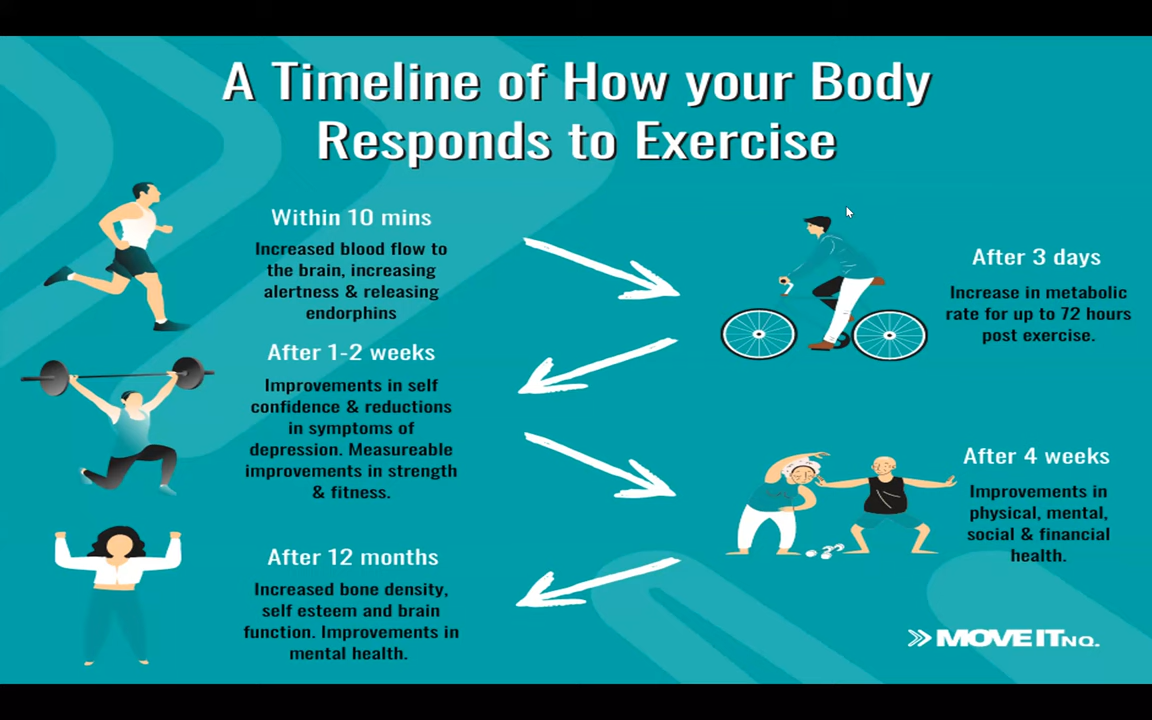 A Timeline of How your Body
Responds to Exercise
Within 10 mins
Increased blood flow to
the brain, increasing
alertness & releasing
endorphins
After 3 days
Increase in metabolic
rate for up to 72 hours
post exercise.
After 1-2 weeks
Improvements in self
confidence & reductions
in symptoms of
depression. Measureable
improvements in strength
& fitness.
After 4 weeks
Improvements in
physical, mental,
social & financial
health.
After 12 months
Increased bone density,
self esteem and brain
function. Improvements in
mental health.
MOVE IT NQ.